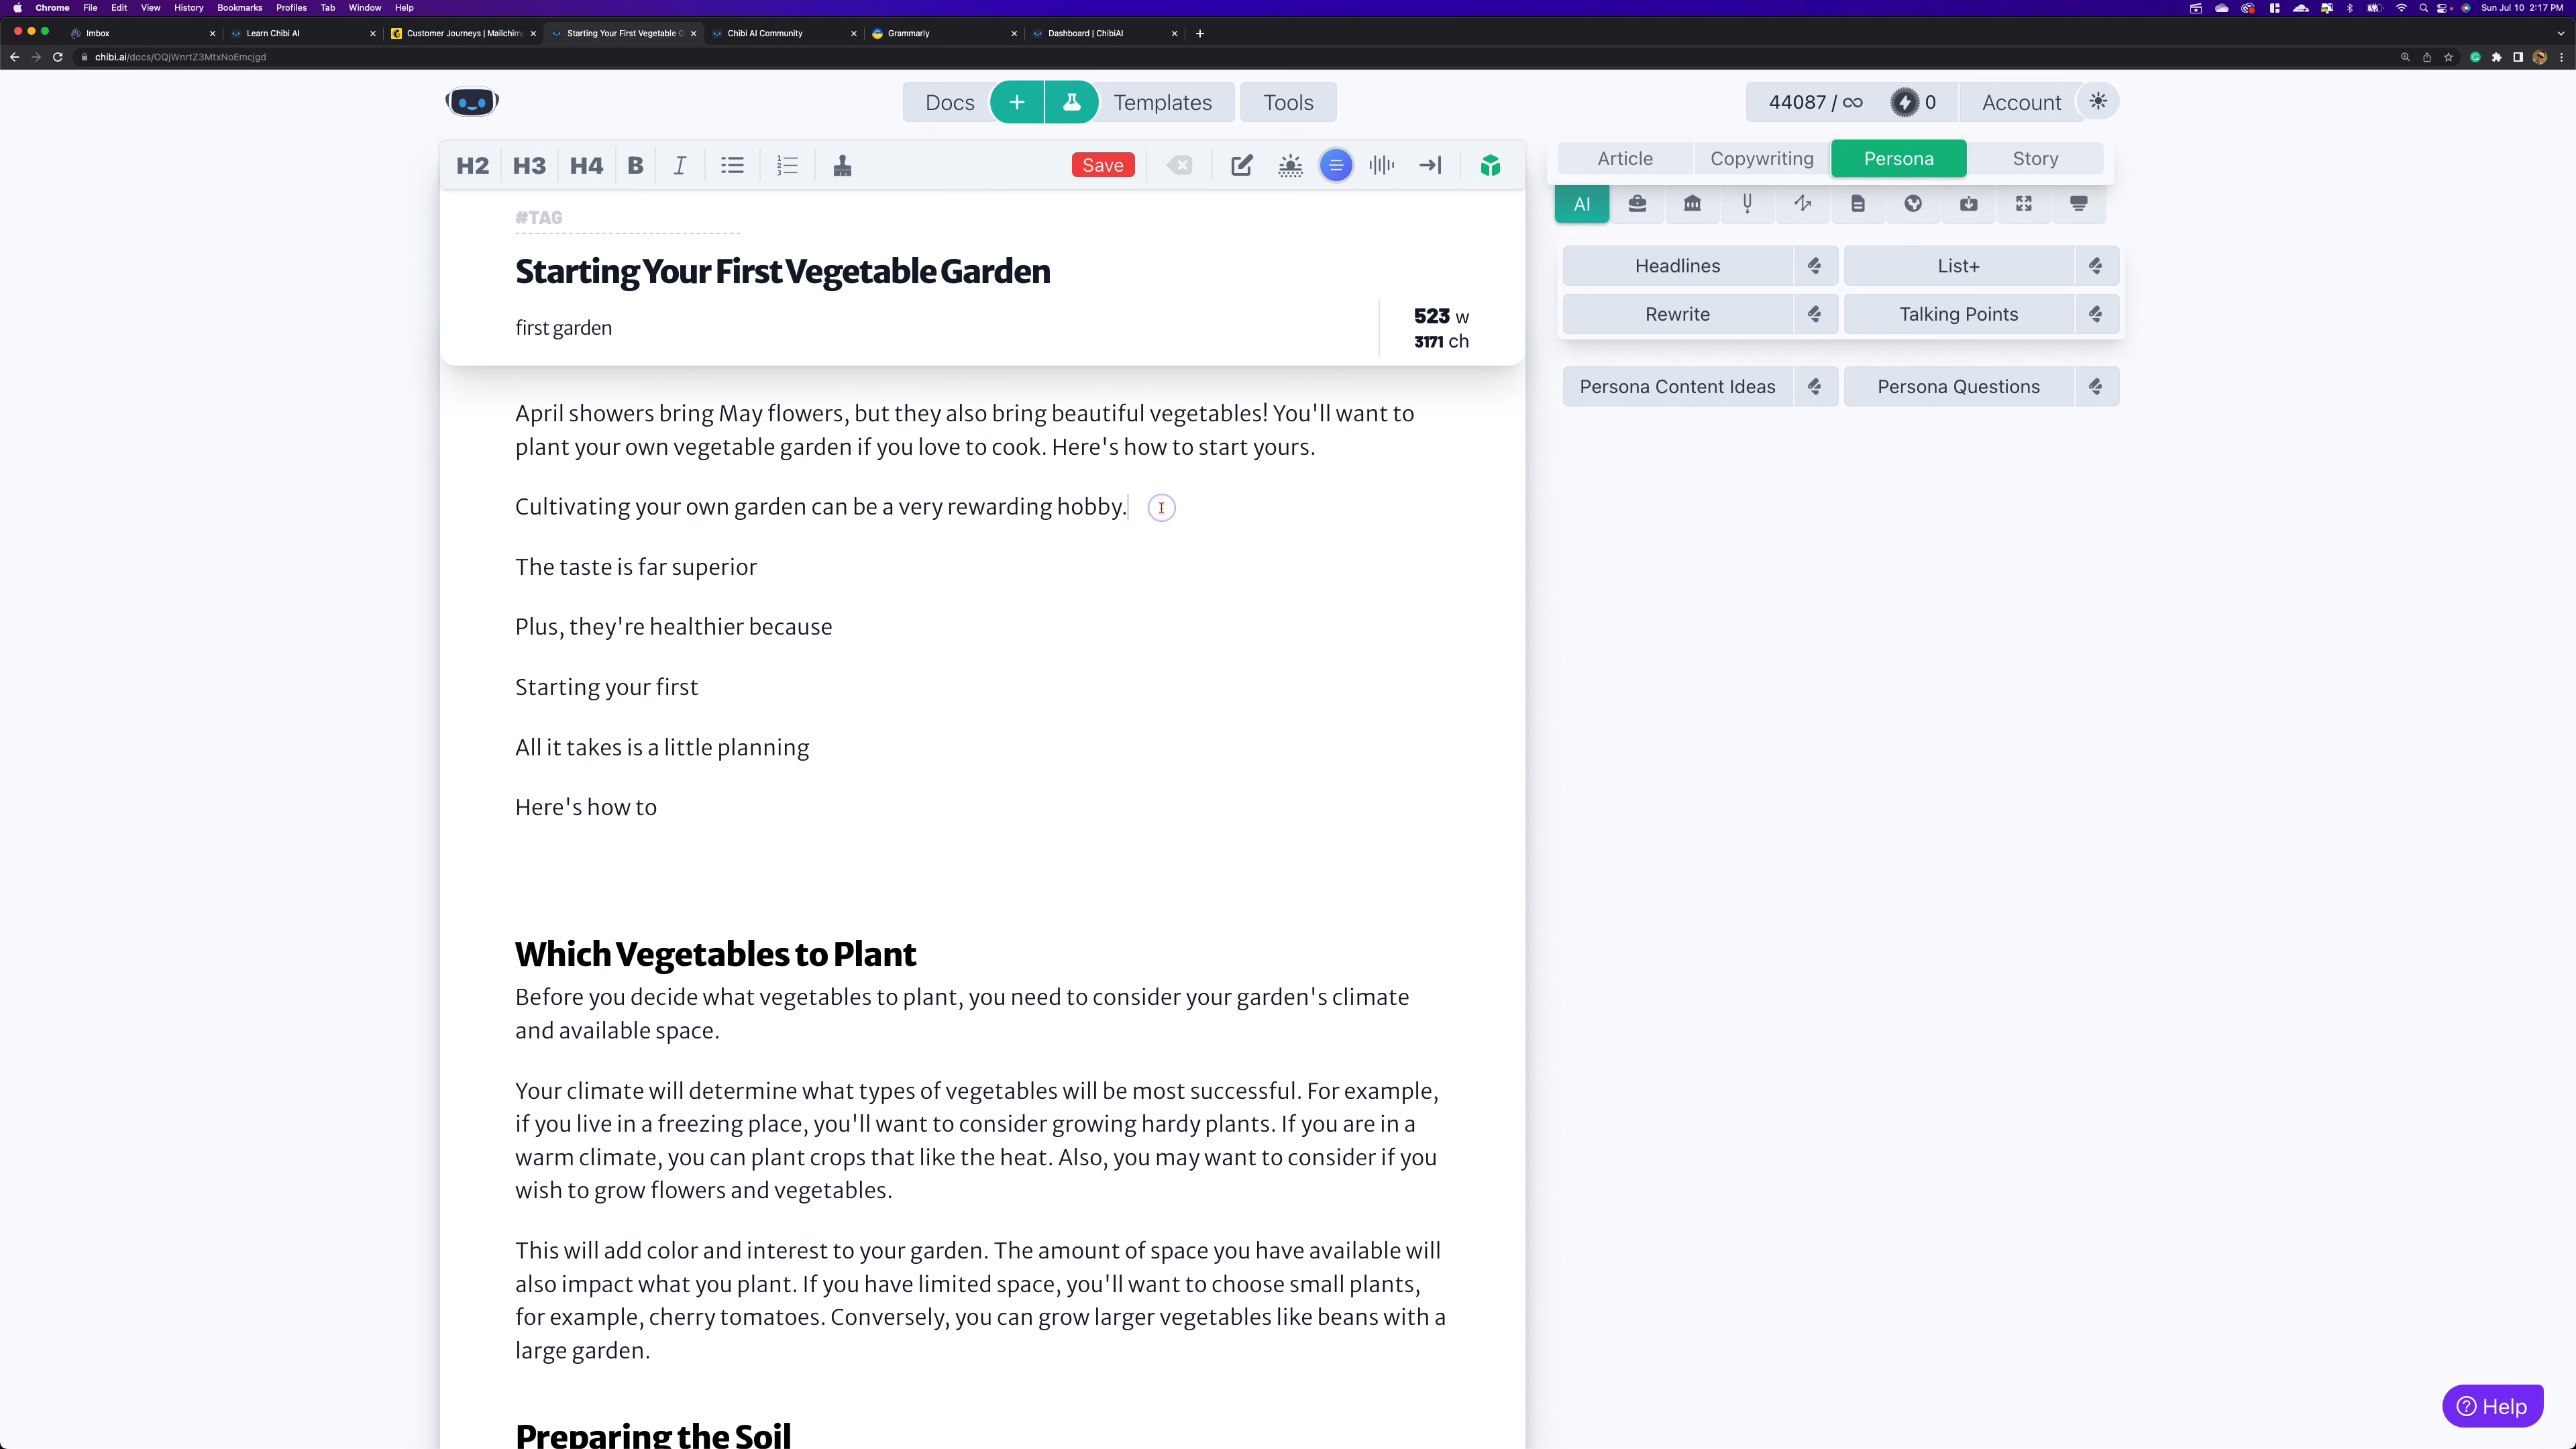 Chrome File Edit View History Bookmarks Profiles Tab Window Help Sun Jul 10 2:17 PM
Imbox Learn Chibi AI Customer Journeys | Mailchim Starting Your First Vegetable G Chibi AI Community Grammarly Dashboard | ChibiAI
chibi.ai/docs/OQjWnrtZ3MtxNoEmcjgd
Docs + Templates Tools 44087 / ∞ 0 Account
H2 H3 H4 B I Save
Article Copywriting Persona Story
AI
#TAG
Starting Your First Vegetable Garden
first garden
523 w
3171 ch
Headlines List+
Rewrite Talking Points
Persona Content Ideas Persona Questions
April showers bring May flowers, but they also bring beautiful vegetables! You'll want to
plant your own vegetable garden if you love to cook. Here's how to start yours.
Cultivating your own garden can be a very rewarding hobby.
The taste is far superior
Plus, they're healthier because
Starting your first
All it takes is a little planning
Here's how to
Which Vegetables to Plant
Before you decide what vegetables to plant, you need to consider your garden's climate
and available space.
Your climate will determine what types of vegetables will be most successful. For example,
if you live in a freezing place, you'll want to consider growing hardy plants. If you are in a
warm climate, you can plant crops that like the heat. Also, you may want to consider if you
wish to grow flowers and vegetables.
This will add color and interest to your garden. The amount of space you have available will
also impact what you plant. If you have limited space, you'll want to choose small plants,
for example, cherry tomatoes. Conversely, you can grow larger vegetables like beans with a
large garden.
Preparing the Soil
Help